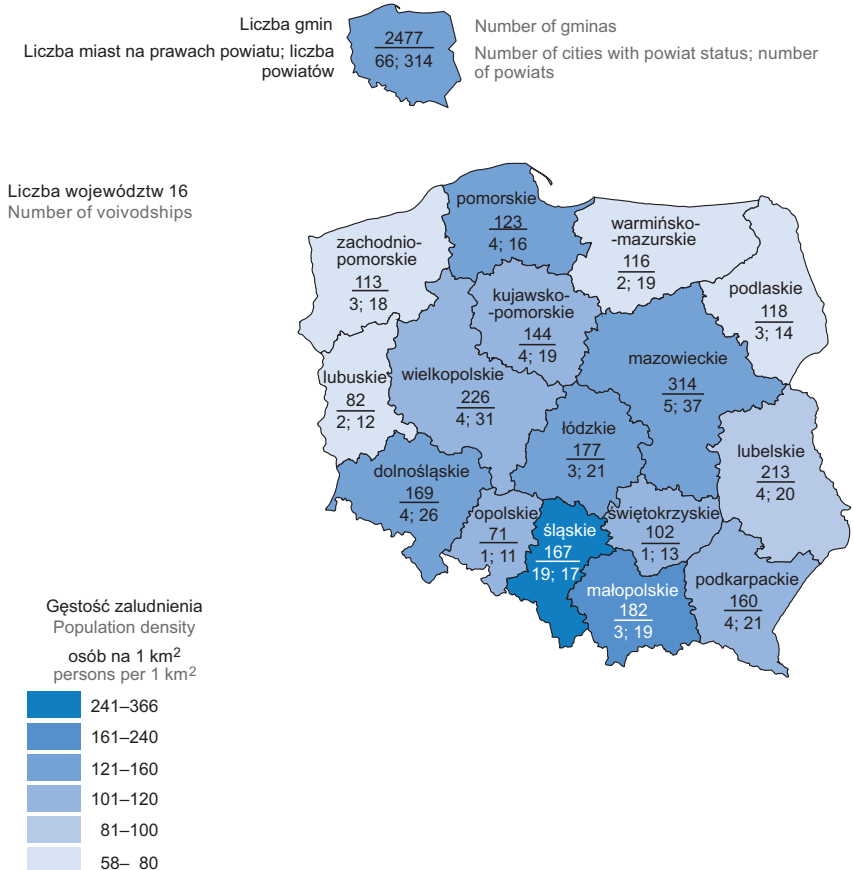 Liczba gmin
Liczba miast na prawach powiatu; liczba
powiatów
2477
66; 314
Number of gminas
Number of cities with powiat status; number
of powiats
Liczba województw 16
Number of voivodships
pomorskie
123
4; 16
warmińsko-
-mazurskie
116
2; 19
zachodnio-
pomorskie
113
3; 18
podlaskie
118
3; 14
kujawsko-
-pomorskie
144
4; 19
mazowieckie
314
5; 37
lubuskie
82
2; 12
wielkopolskie
226
4; 31
łódzkie
177
3; 21
lubelskie
213
4; 20
dolnośląskie
169
4; 26
opolskie
71
1; 11
śląskie
167
19; 17
świętokrzyskie
102
1; 13
małopolskie
182
3; 19
podkarpackie
160
4; 21
Gęstość zaludnienia
Population density
osób na 1 km²
persons per 1 km²
241–366
161–240
121–160
101–120
81–100
58– 80